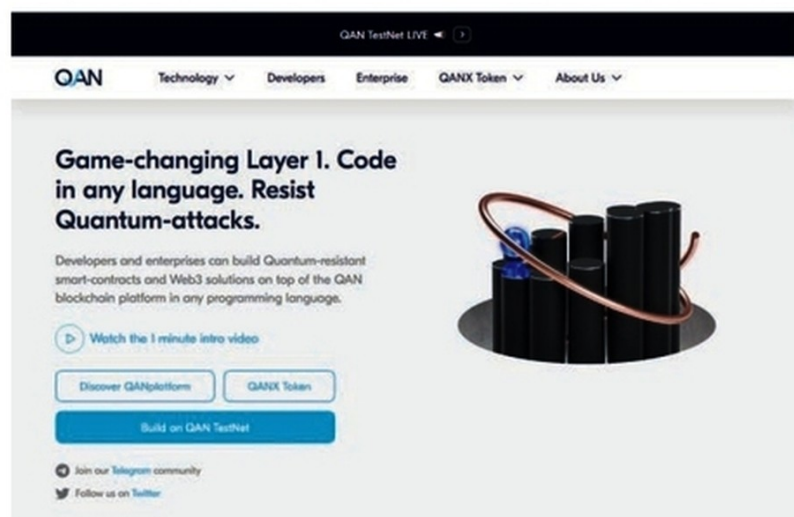 QAN TestNet LIVE
QAN Technology Developers Enterprise QANX Token About Us
Game-changing Layer 1. Code
in any language. Resist
Quantum-attacks.
Developers and enterprises can build Quantum-resistant
smart-contracts and Web3 solutions on top of the QAN
blockchain platform in any programming language.
Watch the 1 minute intro video
Discover QANplatform QANX Token
Build on QAN TestNet
Join our Telegram community
Follow us on Twitter